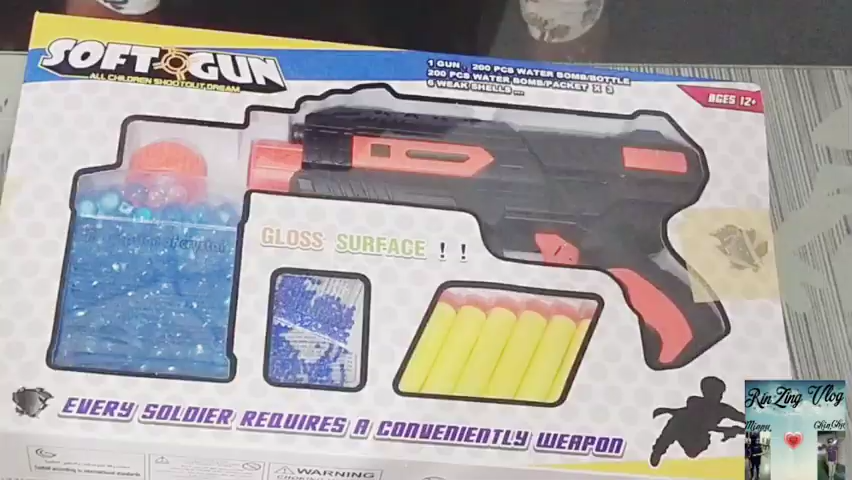 SOFT GUN
ALL CHILDREN SHOOTOUT, DREAM
1 GUN . 200 PCS WATER BOMB/BOTTLE
200 PCS WATER BOMB/PACKET X 3
6 WEAK SHELLS ...
AGES 12+
GLOSS SURFACE ! !
EVERY SOLDIER REQUIRES A CONVENIENTLY WEAPON
WARNING
RinZing Vlog